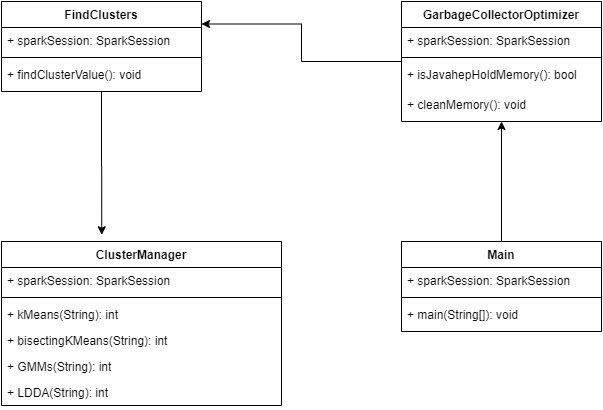 FindClusters
+ sparkSession: SparkSession
+ findClusterValue(): void
GarbageCollectorOptimizer
+ sparkSession: SparkSession
+ isJavahepHoldMemory(): bool
+ cleanMemory(): void
ClusterManager
+ sparkSession: SparkSession
+ kMeans(String): int
+ bisectingKMeans(String): int
+ GMMs(String): int
+ LDDA(String): int
Main
+ sparkSession: SparkSession
+ main(String[]): void